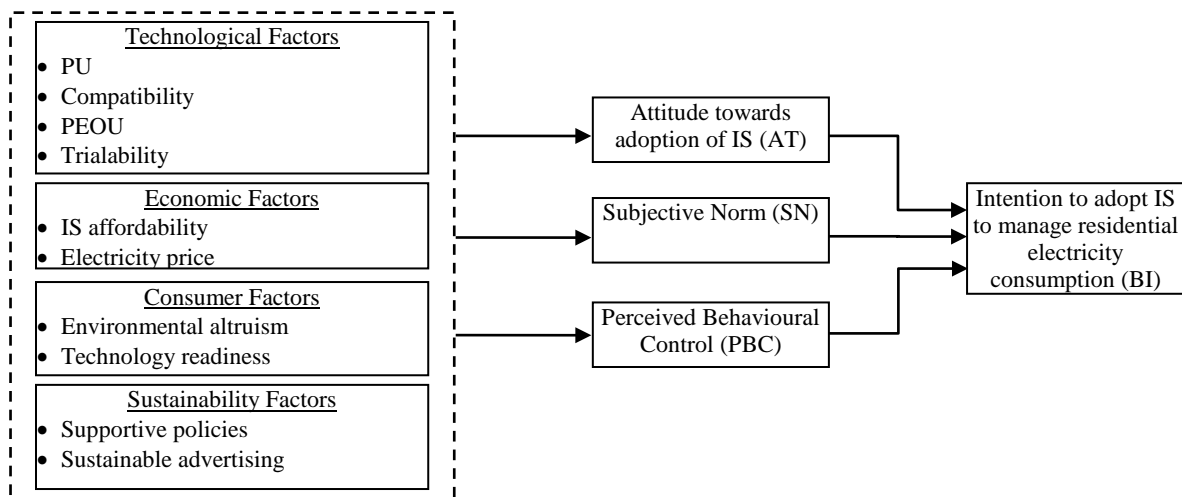 Technological Factors
• PU
• Compatibility
• PEOU
• Trialability
Economic Factors
• IS affordability
• Electricity price
Consumer Factors
• Environmental altruism
• Technology readiness
Sustainability Factors
• Supportive policies
• Sustainable advertising
Attitude towards
adoption of IS (AT)
Subjective Norm (SN)
Perceived Behavioural
Control (PBC)
Intention to adopt IS
to manage residential
electricity
consumption (BI)